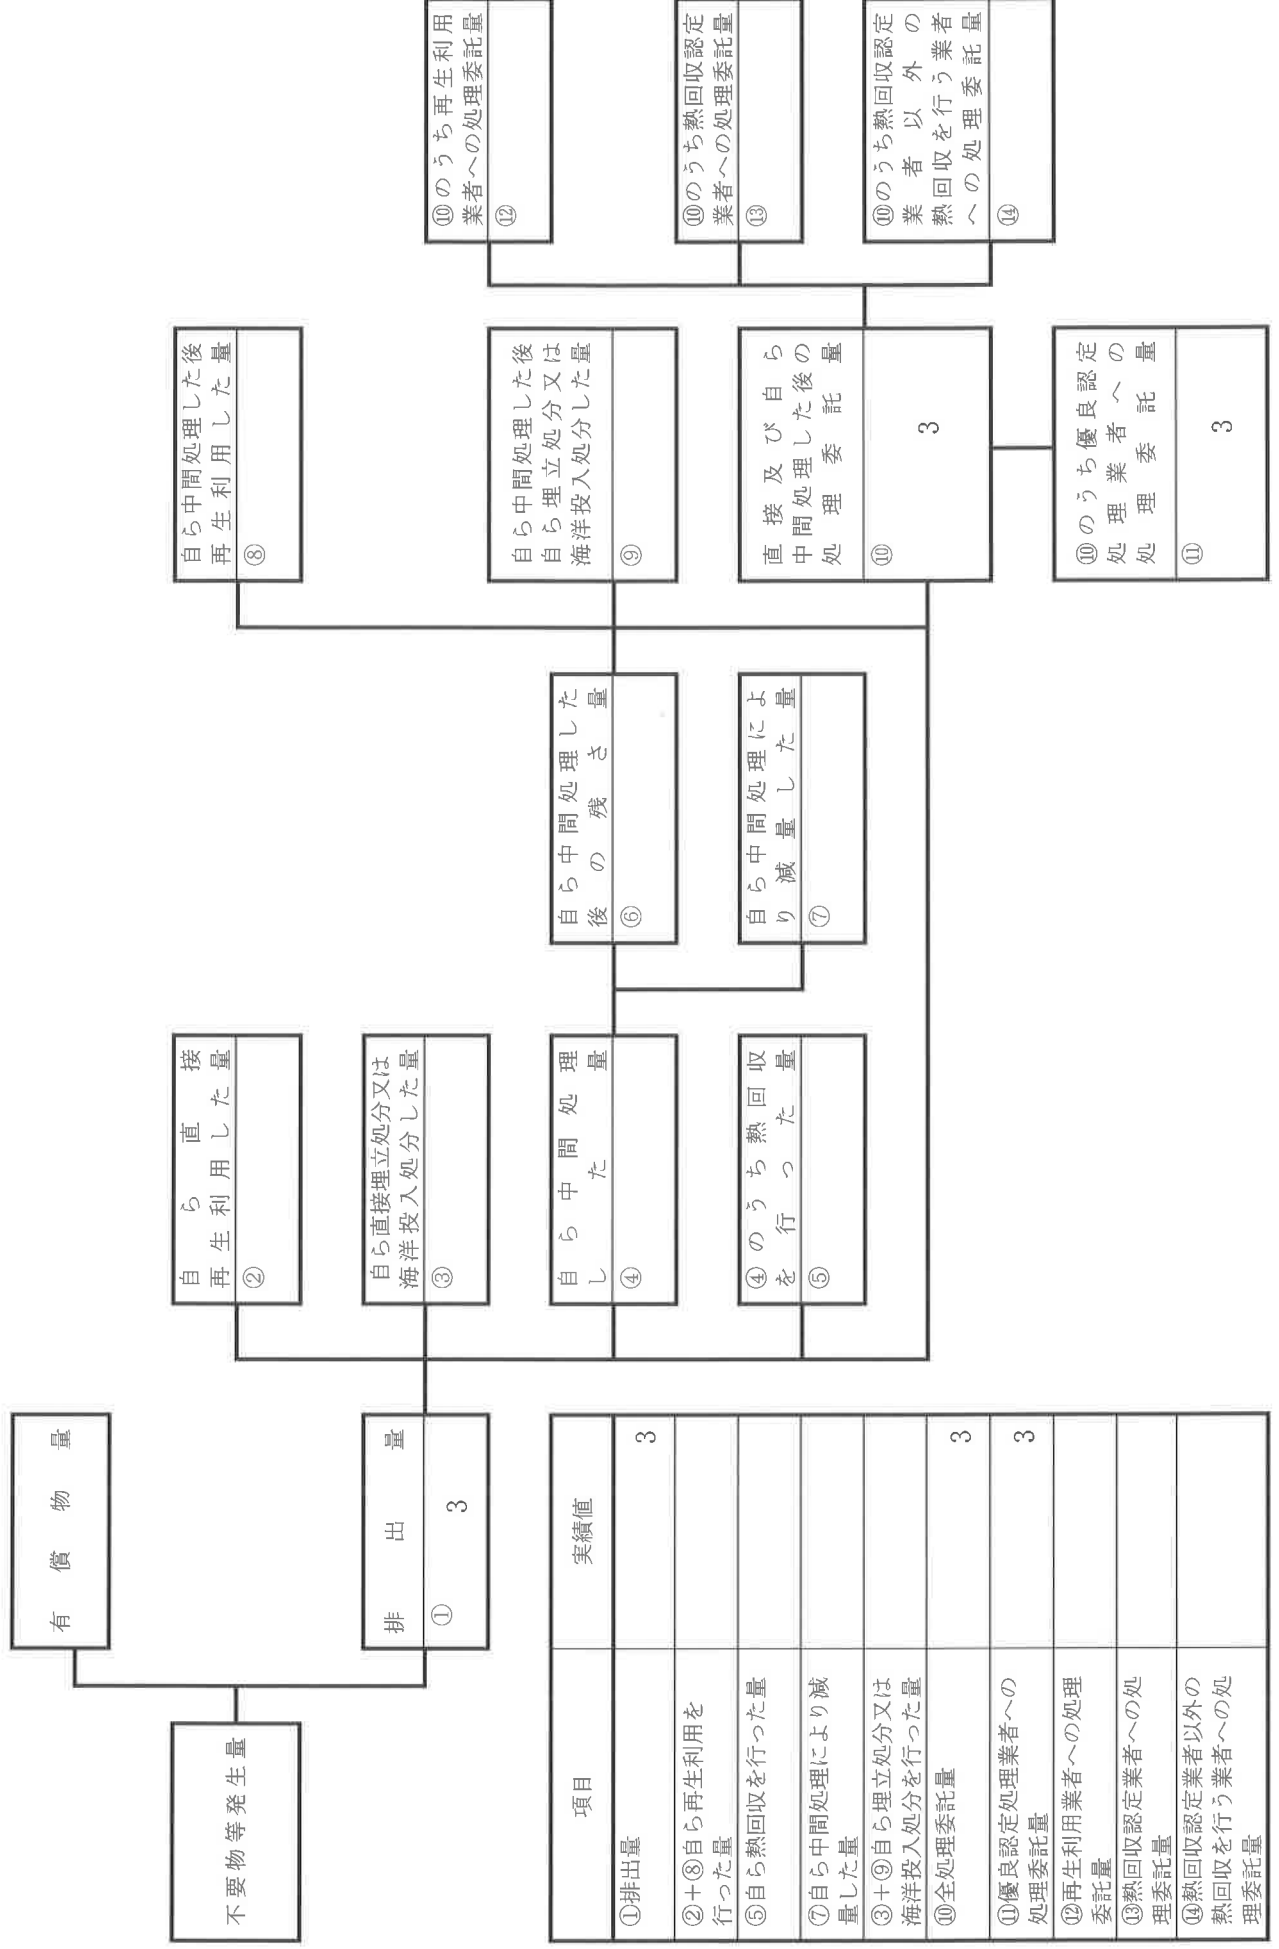 不要物等発生量
有償物量
排出量
①
3
自ら直接
再生利用した量
②
自ら直接埋立処分又は
海洋投入処分した量
③
自ら中間処理
した量
④
④のうち熱回収
を行った量
⑤
自ら中間処理した
後の残さ量
⑥
自ら中間処理によ
り減量した量
⑦
自ら中間処理した後
再生利用した量
⑧
自ら中間処理した後
自ら埋立処分又は
海洋投入処分した量
⑨
直接及び自ら
中間処理した後の
処理委託量
⑩
3
⑩のうち優良認定
処理業者への
処理委託量
⑪
3
⑩のうち再生利用
業者への処理委託量
⑫
⑩のうち熱回収認定
業者への処理委託量
⑬
⑩のうち熱回収認定
業者以外の
熱回収を行う業者
への処理委託量
⑭
項目 実績値
①排出量 3
②+⑧自ら再生利用を
行った量
⑤自ら熱回収を行った量
⑦自ら中間処理により減
量した量
③+⑨自ら埋立処分又は
海洋投入処分を行った量
⑩全処理委託量 3
⑪優良認定処理業者への
処理委託量 3
⑫再生利用業者への処理
委託量
⑬熱回収認定業者への処
理委託量
⑭熱回収認定業者以外の
熱回収を行う業者への処
理委託量